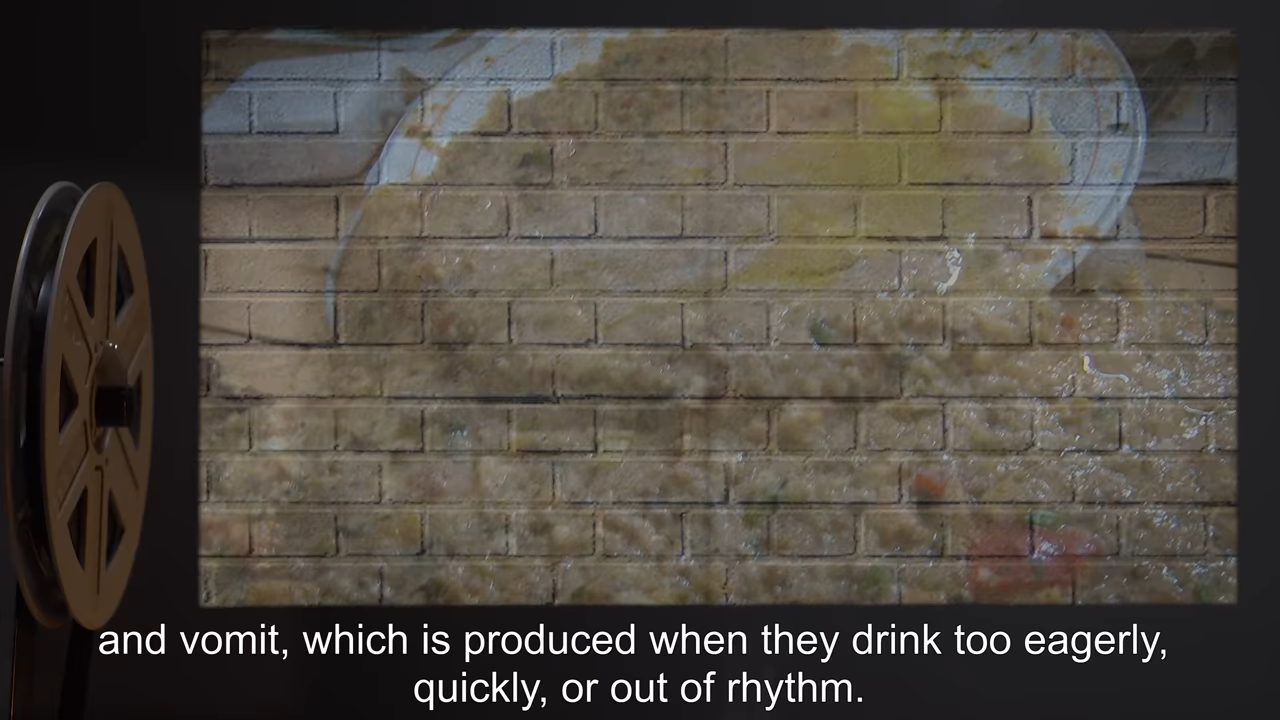 and vomit, which is produced when they drink too eagerly,
quickly, or out of rhythm.